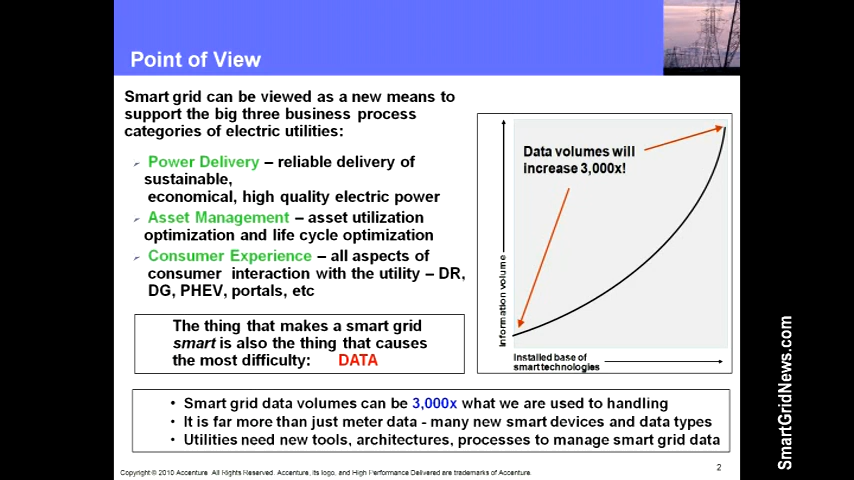 Point of View
Smart grid can be viewed as a new means to
support the big three business process
categories of electric utilities:
Power Delivery – reliable delivery of
sustainable,
economical, high quality electric power
Asset Management – asset utilization
optimization and life cycle optimization
Consumer Experience – all aspects of
consumer interaction with the utility – DR,
DG, PHEV, portals, etc
The thing that makes a smart grid
smart is also the thing that causes
the most difficulty: DATA
Data volumes will
increase 3,000x!
Information volume
Installed base of
smart technologies
• Smart grid data volumes can be 3,000x what we are used to handling
• It is far more than just meter data - many new smart devices and data types
• Utilities need new tools, architectures, processes to manage smart grid data
Copyright © 2010 Accenture. All Rights Reserved. Accenture, its logo, and High Performance Delivered are trademarks of Accenture.
2
SmartGridNews.com